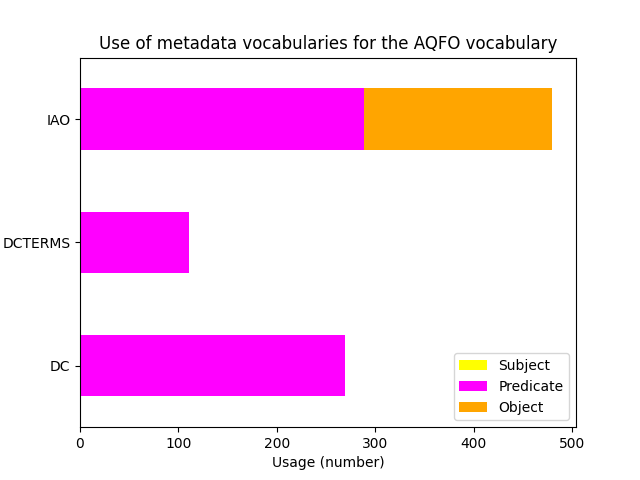 Use of metadata vocabularies for the AQFO vocabulary
IAO
DCTERMS
DC
Subject
Predicate
Object
0 100 200 300 400 500
Usage (number)